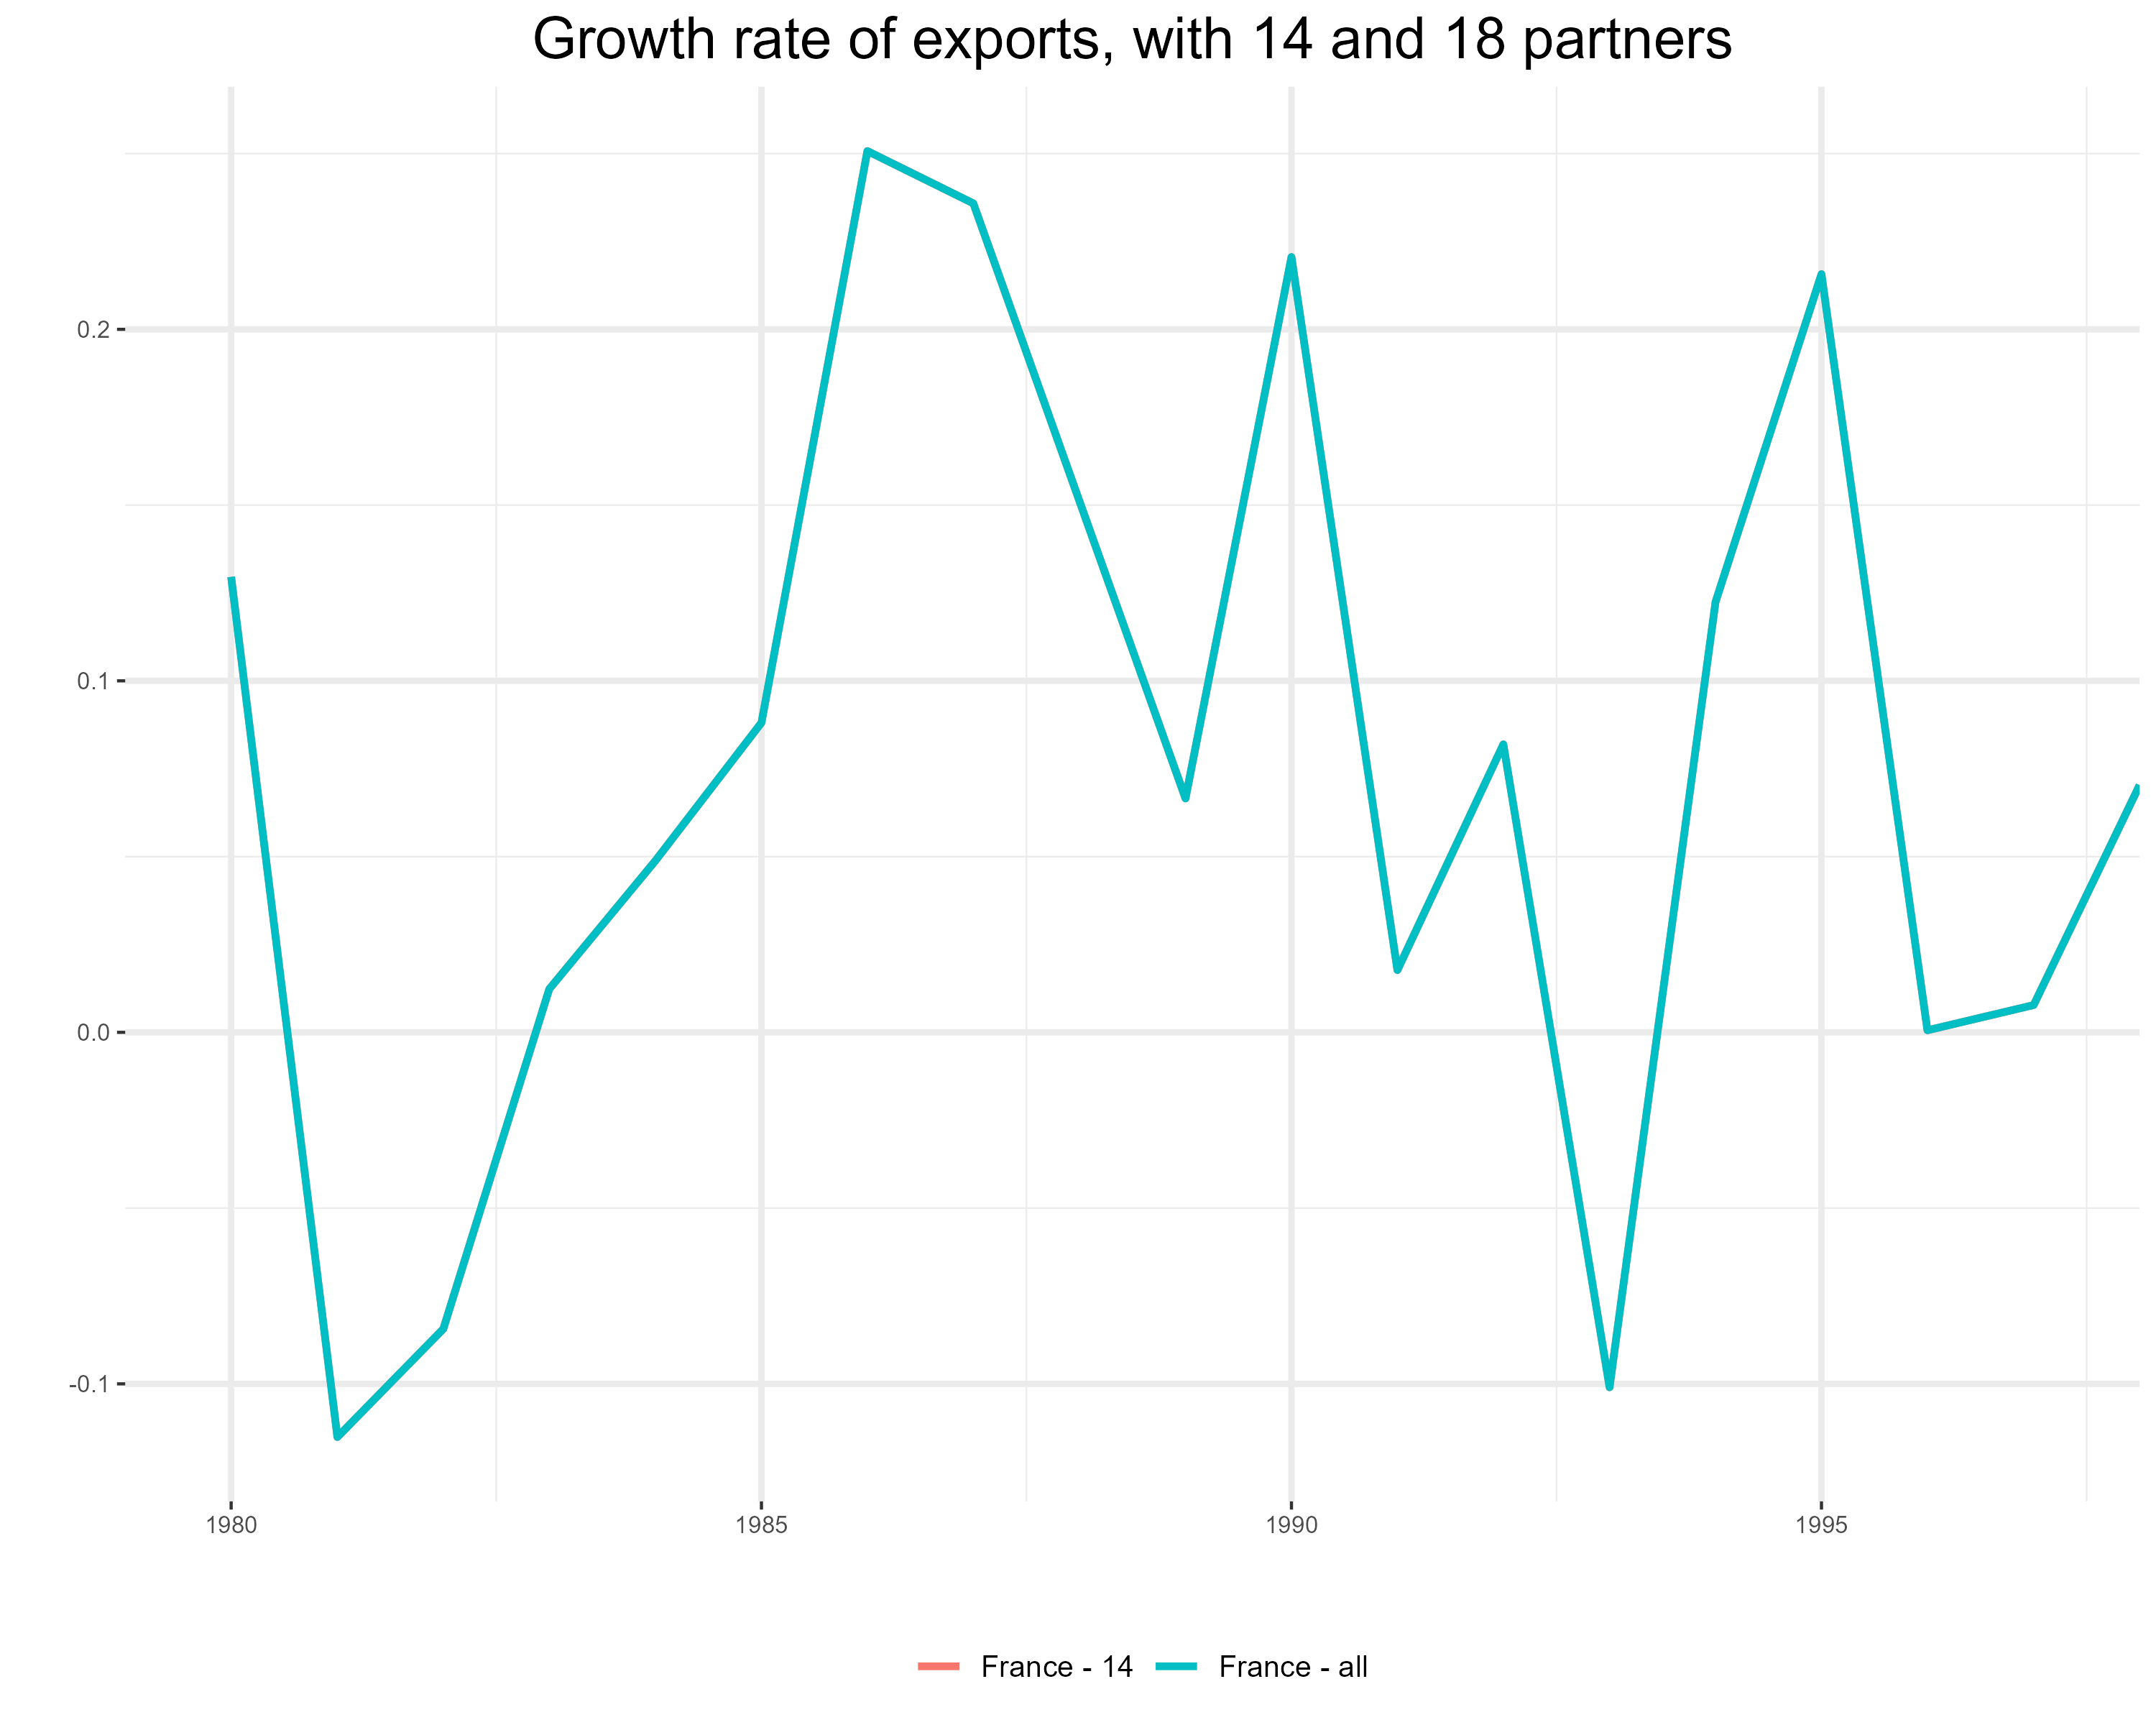 Growth rate of exports, with 14 and 18 partners
0.2
0.1
0.0
-0.1
1980 1985 1990 1995
France - 14 France - all